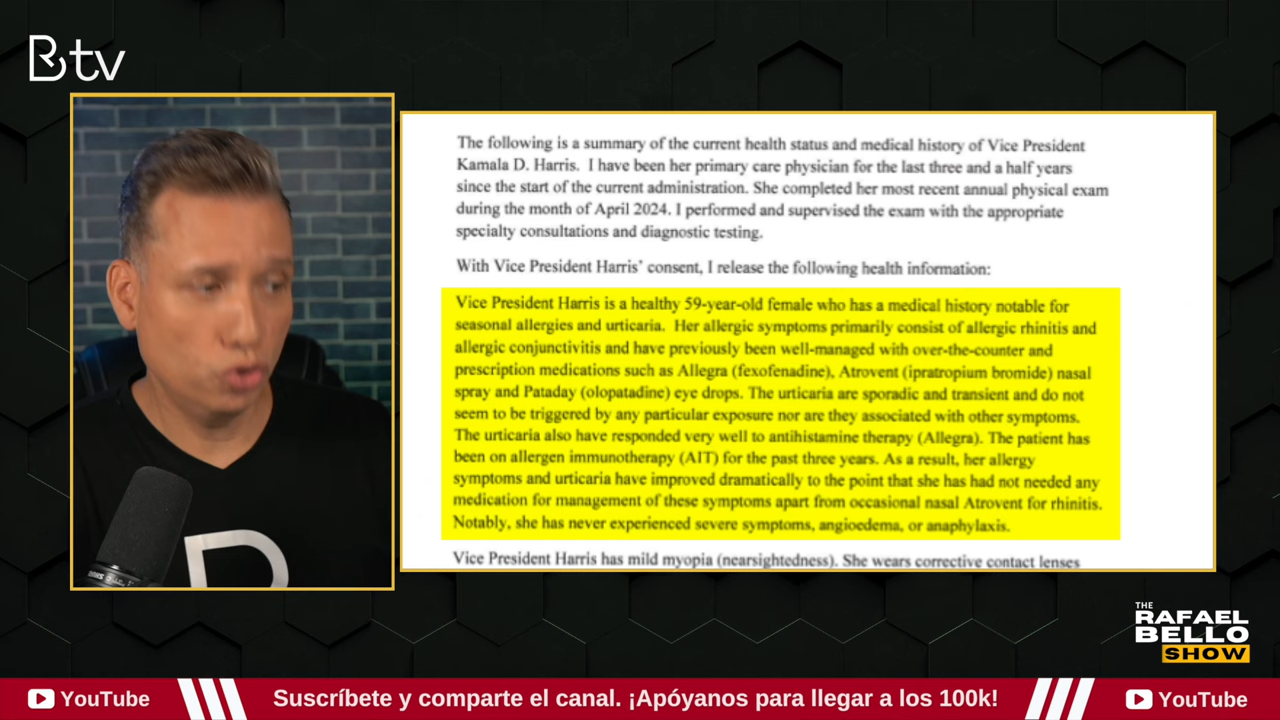 Btv
The following is a summary of the current health status and medical history of Vice President
Kamala D. Harris. I have been her primary care physician for the last three and a half years
since the start of the current administration. She completed her most recent annual physical exam
during the month of April 2024. I performed and supervised the exam with the appropriate
specialty consultations and diagnostic testing.
With Vice President Harris' consent, I release the following health information:
Vice President Harris is a healthy 59-year-old female who has a medical history notable for
seasonal allergies and urticaria. Her allergic symptoms primarily consist of allergic rhinitis and
allergic conjunctivitis and have previously been well-managed with over-the-counter and
prescription medications such as Allegra (fexofenadine), Atrovent (ipratropium bromide) nasal
spray and Pataday (olopatadine) eye drops. The urticaria are sporadic and transient and do not
seem to be triggered by any particular exposure nor are they associated with other symptoms.
The urticaria also have responded very well to antihistamine therapy (Allegra). The patient has
been on allergen immunotherapy (AIT) for the past three years. As a result, her allergy
symptoms and urticaria have improved dramatically to the point that she has had not needed any
medication for management of these symptoms apart from occasional nasal Atrovent for rhinitis.
Notably, she has never experienced severe symptoms, angioedema, or anaphylaxis.
Vice President Harris has mild myopia (nearsightedness). She wears corrective contact lenses
THE
RAFAEL
BELLO
SHOW
YouTube
Suscríbete y comparte el canal. ¡Apóyanos para llegar a los 100k!
YouTube